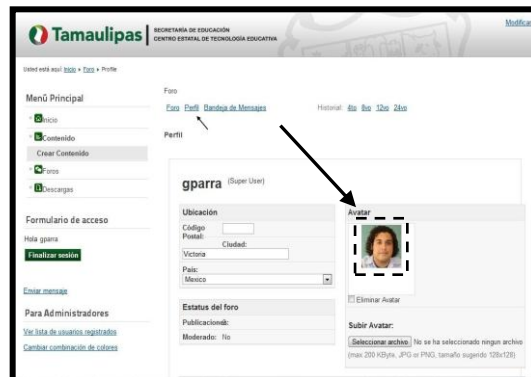 Tamaulipas
SECRETARÍA DE EDUCACIÓN
CENTRO ESTATAL DE TECNOLOGÍA EDUCATIVA
Modificar
Usted está aquí: Inicio ▸ Foro ▸ Profile
Menú Principal
Inicio
Contenido
Crear Contenido
Foros
Descargas
Formulario de acceso
Hola gparra
Finalizar sesión
Enviar mensaje
Para Administradores
Ver lista de usuarios registrados
Cambiar combinación de colores
Foro
Foro Perfil Bandeja de Mensajes
Historial: 4to 8vo 12vo 24vo
Perfil
gparra (Super User)
Ubicación
Código Postal:
Ciudad:
Victoria
País:
Mexico
Estatus del foro
Moderado: No
Avatar
Eliminar Avatar
Subir Avatar:
Seleccionar archivo No se ha seleccionado ningun archivo
(max 200 KByte, JPG or PNG, tamaño sugerido 128x128)